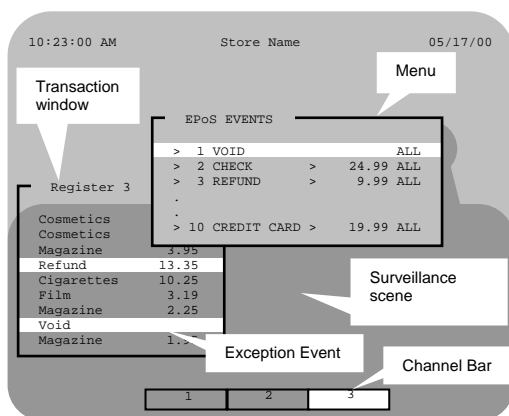 10:23:00 AM Store Name 05/17/00
Menu
Transaction
window
EPoS EVENTS
> 1 VOID ALL
> 2 CHECK > 24.99 ALL
> 3 REFUND > 9.99 ALL
.
.
> 10 CREDIT CARD > 19.99 ALL
Register 3
Cosmetics
Cosmetics
Magazine 3.95
Refund 13.35
Cigarettes 10.25
Film 3.19
Magazine 2.25
Void
Magazine
Surveillance
scene
Exception Event
Channel Bar
1 2 3